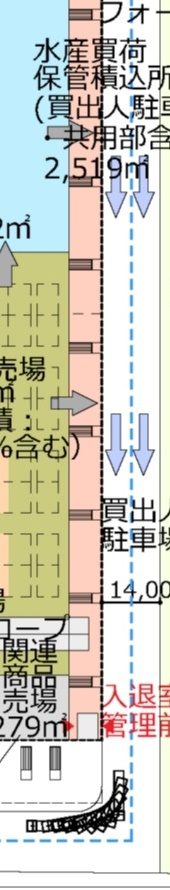 フォー
水産買荷
保管積込所
(買出人駐車
・共用部含
2,519㎡
2㎡
売場
㎡
積：
%含む)
買出人
駐車場
14,00
場
ロープ
関連
商品
売場
279㎡
入退室
管理前